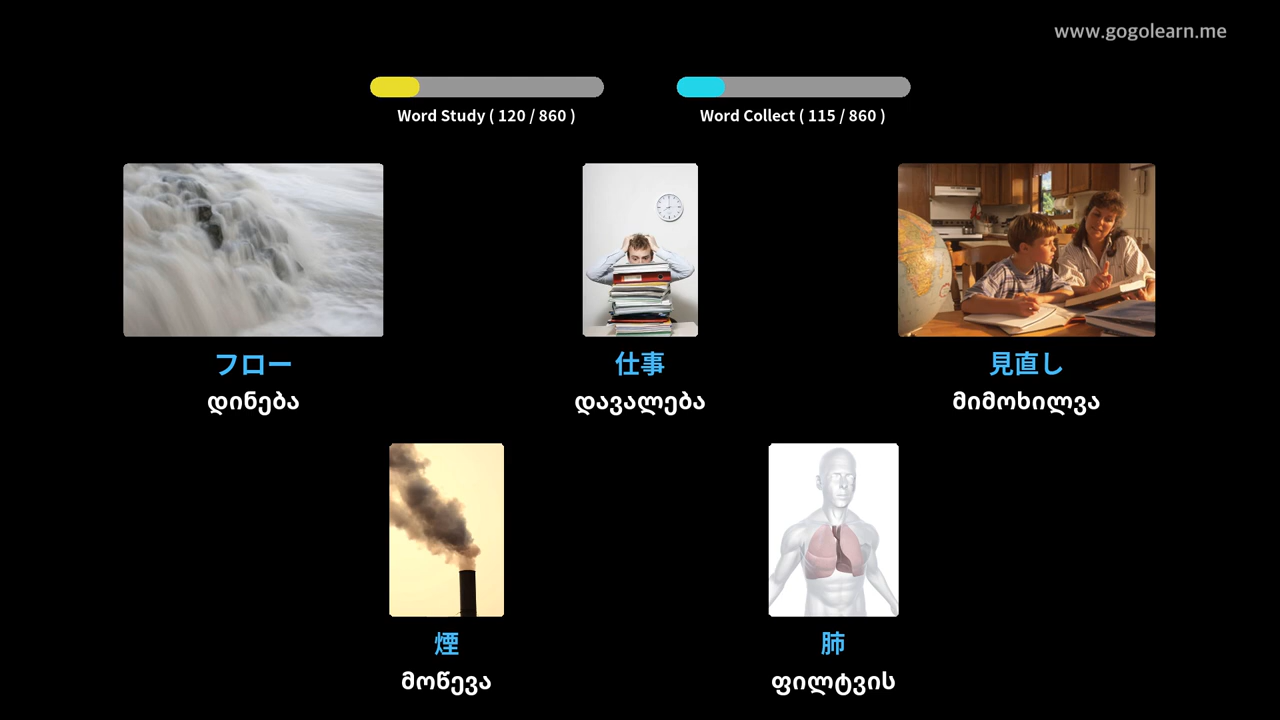 www.gogolearn.me
Word Study ( 120 / 860 )
Word Collect ( 115 / 860 )
フロー
დინება
仕事
დავალება
見直し
მიმოხილვა
煙
მოწევა
肺
ფილტვის